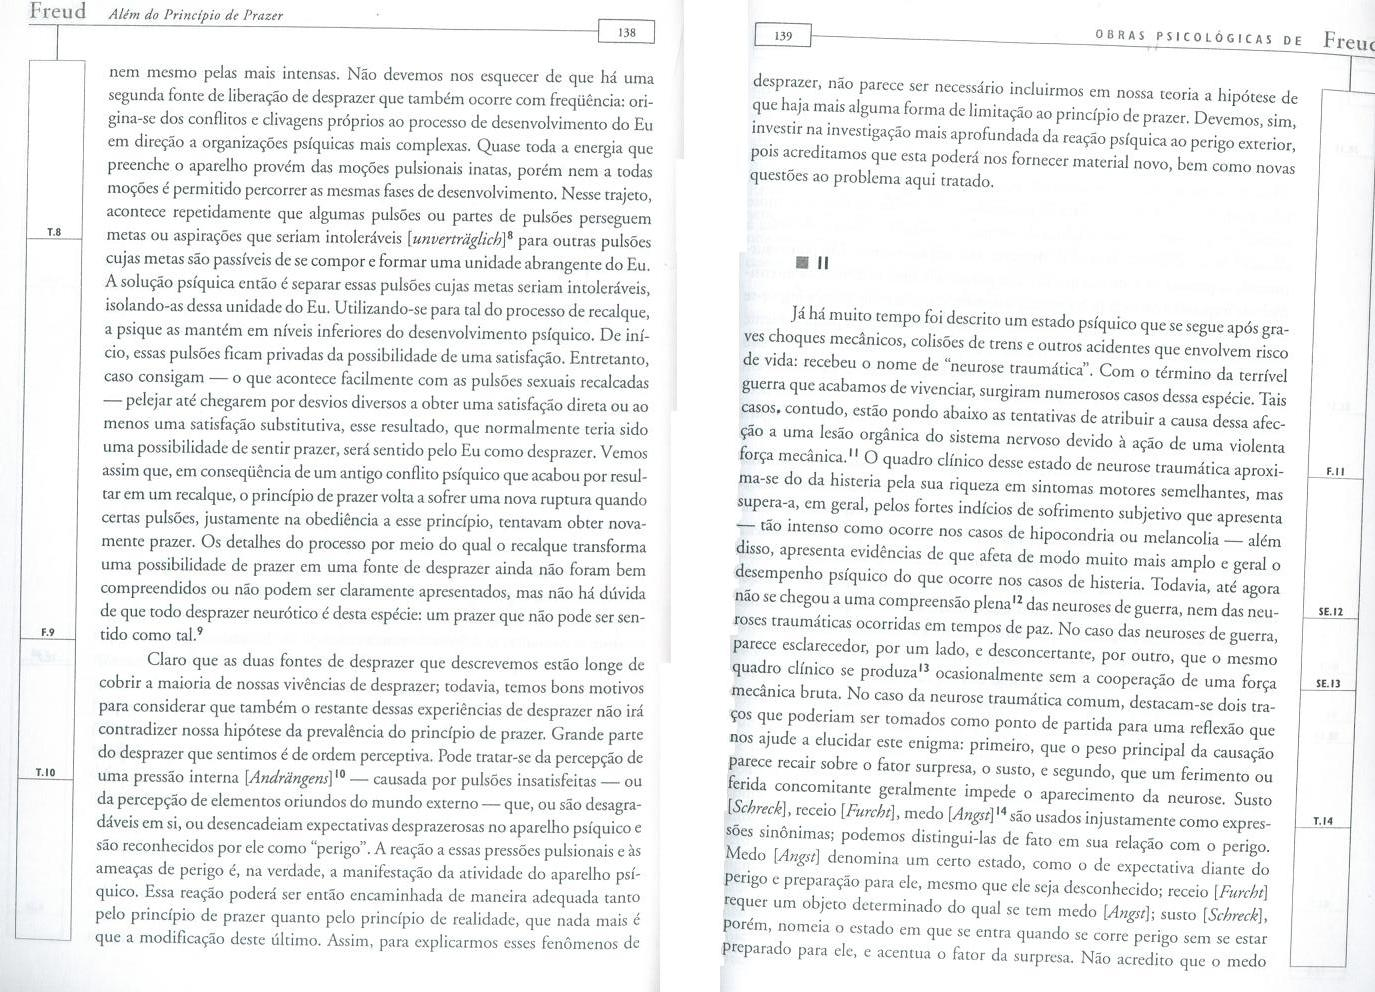 Freud Além do Princípio de Prazer
138
nem mesmo pelas mais intensas. Não devemos nos esquecer de que há uma
segunda fonte de liberação de desprazer que também ocorre com freqüência: ori-
gina-se dos conflitos e clivagens próprios ao processo de desenvolvimento do Eu
em direção a organizações psíquicas mais complexas. Quase toda a energia que
preenche o aparelho provém das moções pulsionais inatas, porém nem a todas
moções é permitido percorrer as mesmas fases de desenvolvimento. Nesse trajeto,
acontece repetidamente que algumas pulsões ou partes de pulsões perseguem
T.8
metas ou aspirações que seriam intoleráveis [unverträglich]⁸ para outras pulsões
cujas metas são passíveis de se compor e formar uma unidade abrangente do Eu.
A solução psíquica então é separar essas pulsões cujas metas seriam intoleráveis,
isolando-as dessa unidade do Eu. Utilizando-se para tal do processo de recalque,
a psique as mantém em níveis inferiores do desenvolvimento psíquico. De iní-
cio, essas pulsões ficam privadas da possibilidade de uma satisfação. Entretanto,
caso consigam — o que acontece facilmente com as pulsões sexuais recalcadas
— pelejar até chegarem por desvios diversos a obter uma satisfação direta ou ao
menos uma satisfação substitutiva, esse resultado, que normalmente teria sido
uma possibilidade de sentir prazer, será sentido pelo Eu como desprazer. Vemos
assim que, em conseqüência de um antigo conflito psíquico que acabou por resul-
tar em um recalque, o princípio de prazer volta a sofrer uma nova ruptura quando
certas pulsões, justamente na obediência a esse princípio, tentavam obter nova-
mente prazer. Os detalhes do processo por meio do qual o recalque transforma
uma possibilidade de prazer em uma fonte de desprazer ainda não foram bem
compreendidos ou não podem ser claramente apresentados, mas não há dúvida
de que todo desprazer neurótico é desta espécie: um prazer que não pode ser sen-
F.9
tido como tal.⁹
Claro que as duas fontes de desprazer que descrevemos estão longe de
cobrir a maioria de nossas vivências de desprazer; todavia, temos bons motivos
para considerar que também o restante dessas experiências de desprazer não irá
contradizer nossa hipótese da prevalência do princípio de prazer. Grande parte
do desprazer que sentimos é de ordem perceptiva. Pode tratar-se da percepção de
T.10
uma pressão interna [Andrängens]¹⁰ — causada por pulsões insatisfeitas — ou
da percepção de elementos oriundos do mundo externo — que, ou são desagra-
dáveis em si, ou desencadeiam expectativas desprazerosas no aparelho psíquico e
são reconhecidos por ele como “perigo”. A reação a essas pressões pulsionais e às
ameaças de perigo é, na verdade, a manifestação da atividade do aparelho psí-
quico. Essa reação poderá ser então encaminhada de maneira adequada tanto
pelo princípio de prazer quanto pelo princípio de realidade, que nada mais é
que a modificação deste último. Assim, para explicarmos esses fenômenos de
139
OBRAS PSICOLÓGICAS DE Freud
desprazer, não parece ser necessário incluirmos em nossa teoria a hipótese de
que haja mais alguma forma de limitação ao princípio de prazer. Devemos, sim,
investir na investigação mais aprofundada da reação psíquica ao perigo exterior,
pois acreditamos que esta poderá nos fornecer material novo, bem como novas
questões ao problema aqui tratado.
■ II
Já há muito tempo foi descrito um estado psíquico que se segue após gra-
ves choques mecânicos, colisões de trens e outros acidentes que envolvem risco
de vida: recebeu o nome de “neurose traumática”. Com o término da terrível
guerra que acabamos de vivenciar, surgiram numerosos casos dessa espécie. Tais
casos, contudo, estão pondo abaixo as tentativas de atribuir a causa dessa afec-
ção a uma lesão orgânica do sistema nervoso devido à ação de uma violenta
força mecânica.¹¹ O quadro clínico desse estado de neurose traumática aproxi-
F.11
ma-se do da histeria pela sua riqueza em sintomas motores semelhantes, mas
supera-a, em geral, pelos fortes indícios de sofrimento subjetivo que apresenta
— tão intenso como ocorre nos casos de hipocondria ou melancolia — além
disso, apresenta evidências de que afeta de modo muito mais amplo e geral o
desempenho psíquico do que ocorre nos casos de histeria. Todavia, até agora
não se chegou a uma compreensão plena¹² das neuroses de guerra, nem das neu-
SE.12
roses traumáticas ocorridas em tempos de paz. No caso das neuroses de guerra,
parece esclarecedor, por um lado, e desconcertante, por outro, que o mesmo
quadro clínico se produza¹³ ocasionalmente sem a cooperação de uma força
SE.13
mecânica bruta. No caso da neurose traumática comum, destacam-se dois tra-
ços que poderiam ser tomados como ponto de partida para uma reflexão que
nos ajude a elucidar este enigma: primeiro, que o peso principal da causação
parece recair sobre o fator surpresa, o susto, e segundo, que um ferimento ou
ferida concomitante geralmente impede o aparecimento da neurose. Susto
[Schreck], receio [Furcht], medo [Angst]¹⁴ são usados injustamente como expres-
T.14
sões sinônimas; podemos distingui-las de fato em sua relação com o perigo.
Medo [Angst] denomina um certo estado, como o de expectativa diante do
perigo e preparação para ele, mesmo que ele seja desconhecido; receio [Furcht]
requer um objeto determinado do qual se tem medo [Angst]; susto [Schreck],
porém, nomeia o estado em que se entra quando se corre perigo sem se estar
preparado para ele, e acentua o fator da surpresa. Não acredito que o medo